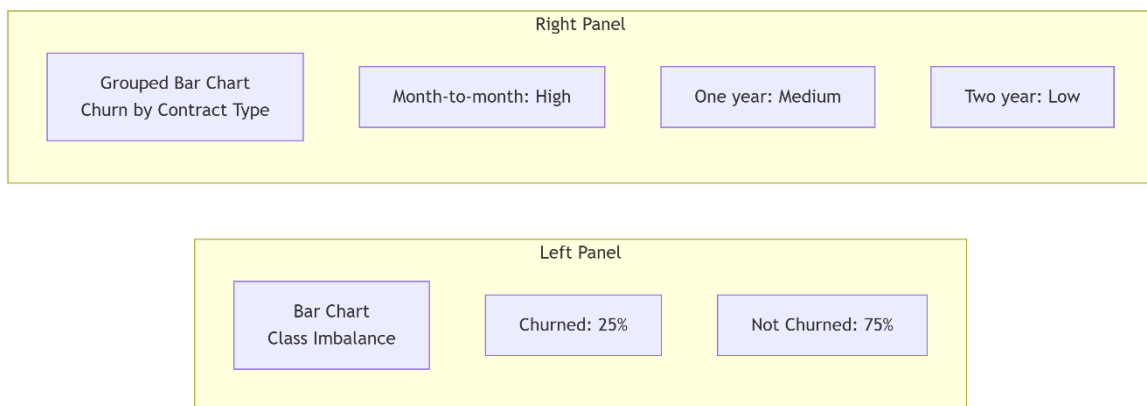 Right Panel
Grouped Bar Chart
Churn by Contract Type
Month-to-month: High
One year: Medium
Two year: Low
Left Panel
Bar Chart
Class Imbalance
Churned: 25%
Not Churned: 75%